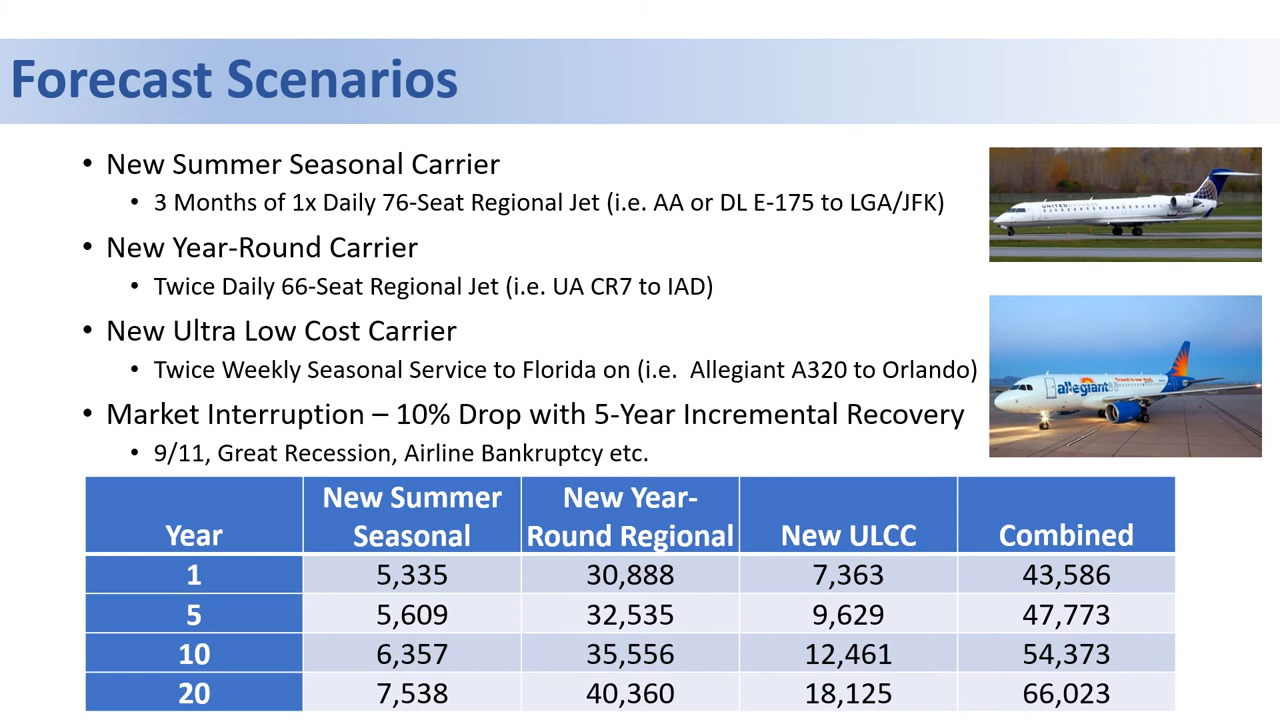 Forecast Scenarios
• New Summer Seasonal Carrier
• 3 Months of 1x Daily 76-Seat Regional Jet (i.e. AA or DL E-175 to LGA/JFK)
• New Year-Round Carrier
• Twice Daily 66-Seat Regional Jet (i.e. UA CR7 to IAD)
• New Ultra Low Cost Carrier
• Twice Weekly Seasonal Service to Florida on (i.e. Allegiant A320 to Orlando)
• Market Interruption – 10% Drop with 5-Year Incremental Recovery
• 9/11, Great Recession, Airline Bankruptcy etc.
UNITED
allegiant
Year New Summer Seasonal New Year-Round Regional New ULCC Combined
1 5,335 30,888 7,363 43,586
5 5,609 32,535 9,629 47,773
10 6,357 35,556 12,461 54,373
20 7,538 40,360 18,125 66,023